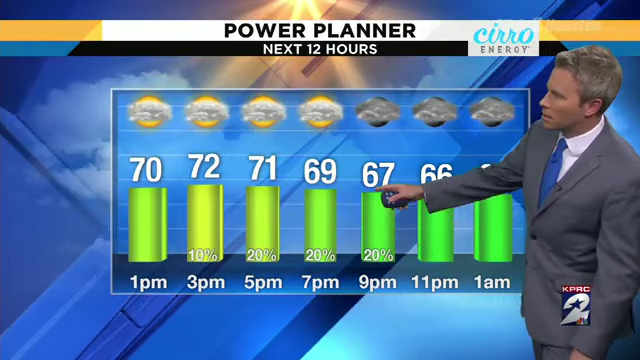 POWER PLANNER
NEXT 12 HOURS
cirro
ENERGY
70 72 71 69 67 66
10% 20% 20% 20%
1pm 3pm 5pm 7pm 9pm 11pm 1am
KPRC
2